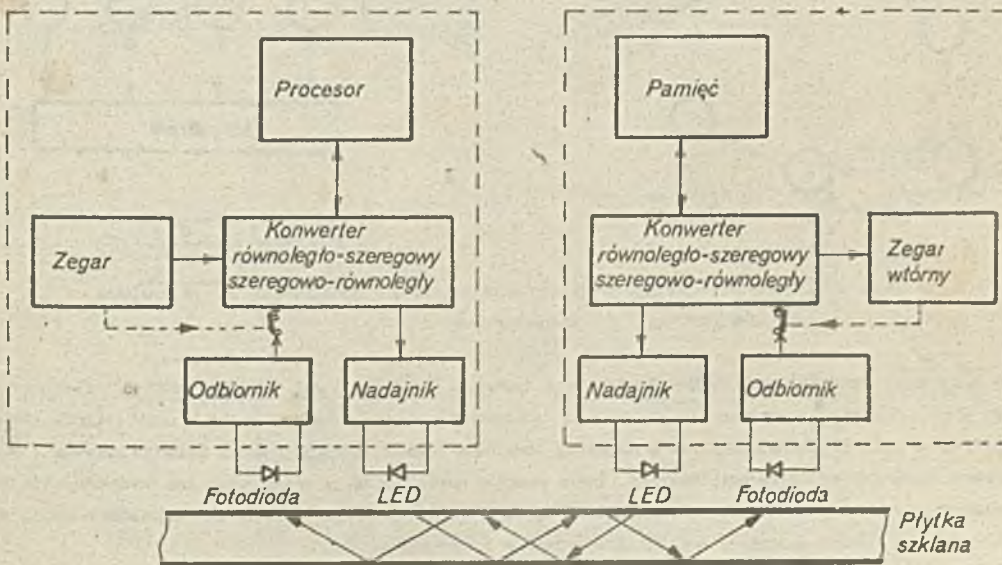 Procesor
Pamięć
Zegar
Konwerter
równoległo-szeregowy
szeregowo-równoległy
Konwerter
równoległo-szeregowy
szeregowo-równoległy
Zegar
wtórny
Odbiornik
Nadajnik
Nadajnik
Odbiornik
Fotodioda
LED
LED
Fotodioda
Płytka
szklana